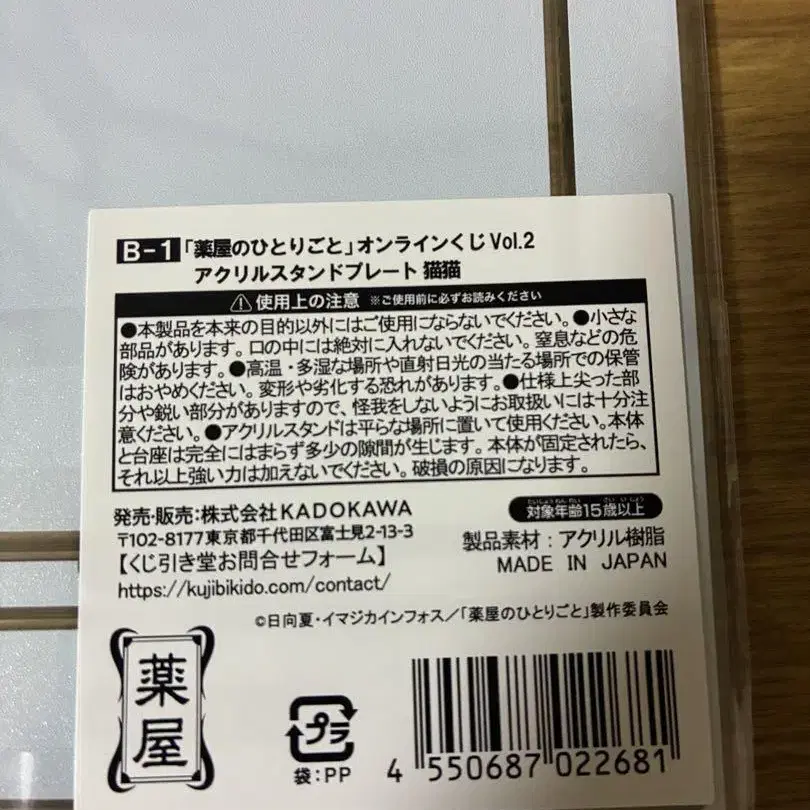 B-1 「薬屋のひとりごと」オンラインくじ Vol.2
アクリルスタンドプレート 猫猫
⚠使用上の注意 ※ご使用前に必ずお読みください
●本製品を本来の目的以外にはご使用にならないでください。●小さな
部品があります。口の中には絶対に入れないでください。窒息などの危
険があります。●高温・多湿な場所や直射日光の当たる場所での保管
はおやめください。変形や劣化する恐れがあります。●仕様上尖った部
分や鋭い部分がありますので、怪我をしないようにお取扱いには十分注
意ください。●アクリルスタンドは平らな場所に置いて使用ください。本体
と台座は完全にはまらず多少の隙間が生じます。本体が固定されたら、
それ以上強い力は加えないでください。破損の原因になります。
発売・販売:株式会社KADOKAWA
〒102-8177東京都千代田区富士見2-13-3
【くじ引き堂お問合せフォーム】
https://kujibikido.com/contact/
たいしょうねんれい さいいじょう
対象年齢15歳以上
製品素材:アクリル樹脂
MADE IN JAPAN
©日向夏・イマジカインフォス/「薬屋のひとりごと」製作委員会
薬屋
プラ
袋:PP
4 550687 022681